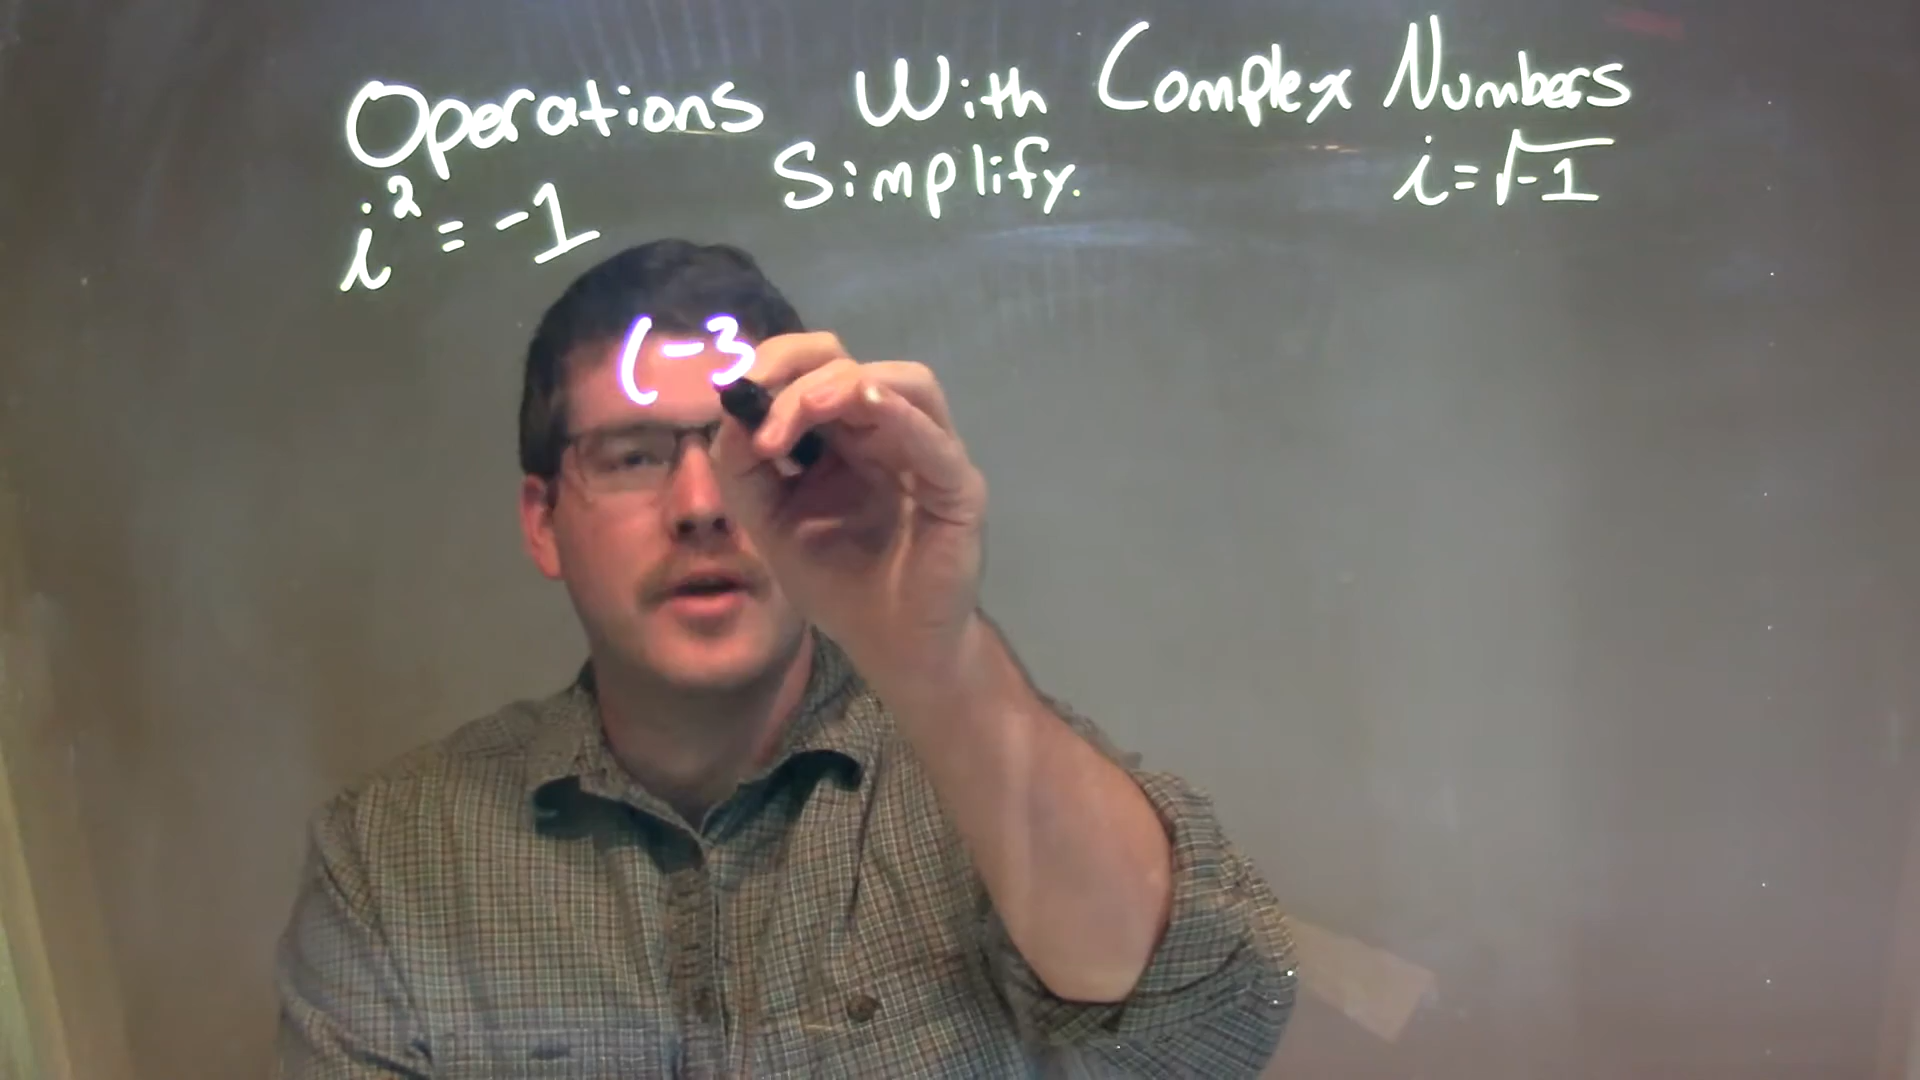 Operations With Complex Numbers
Simplify.
i = √-1
i² = -1
(-3